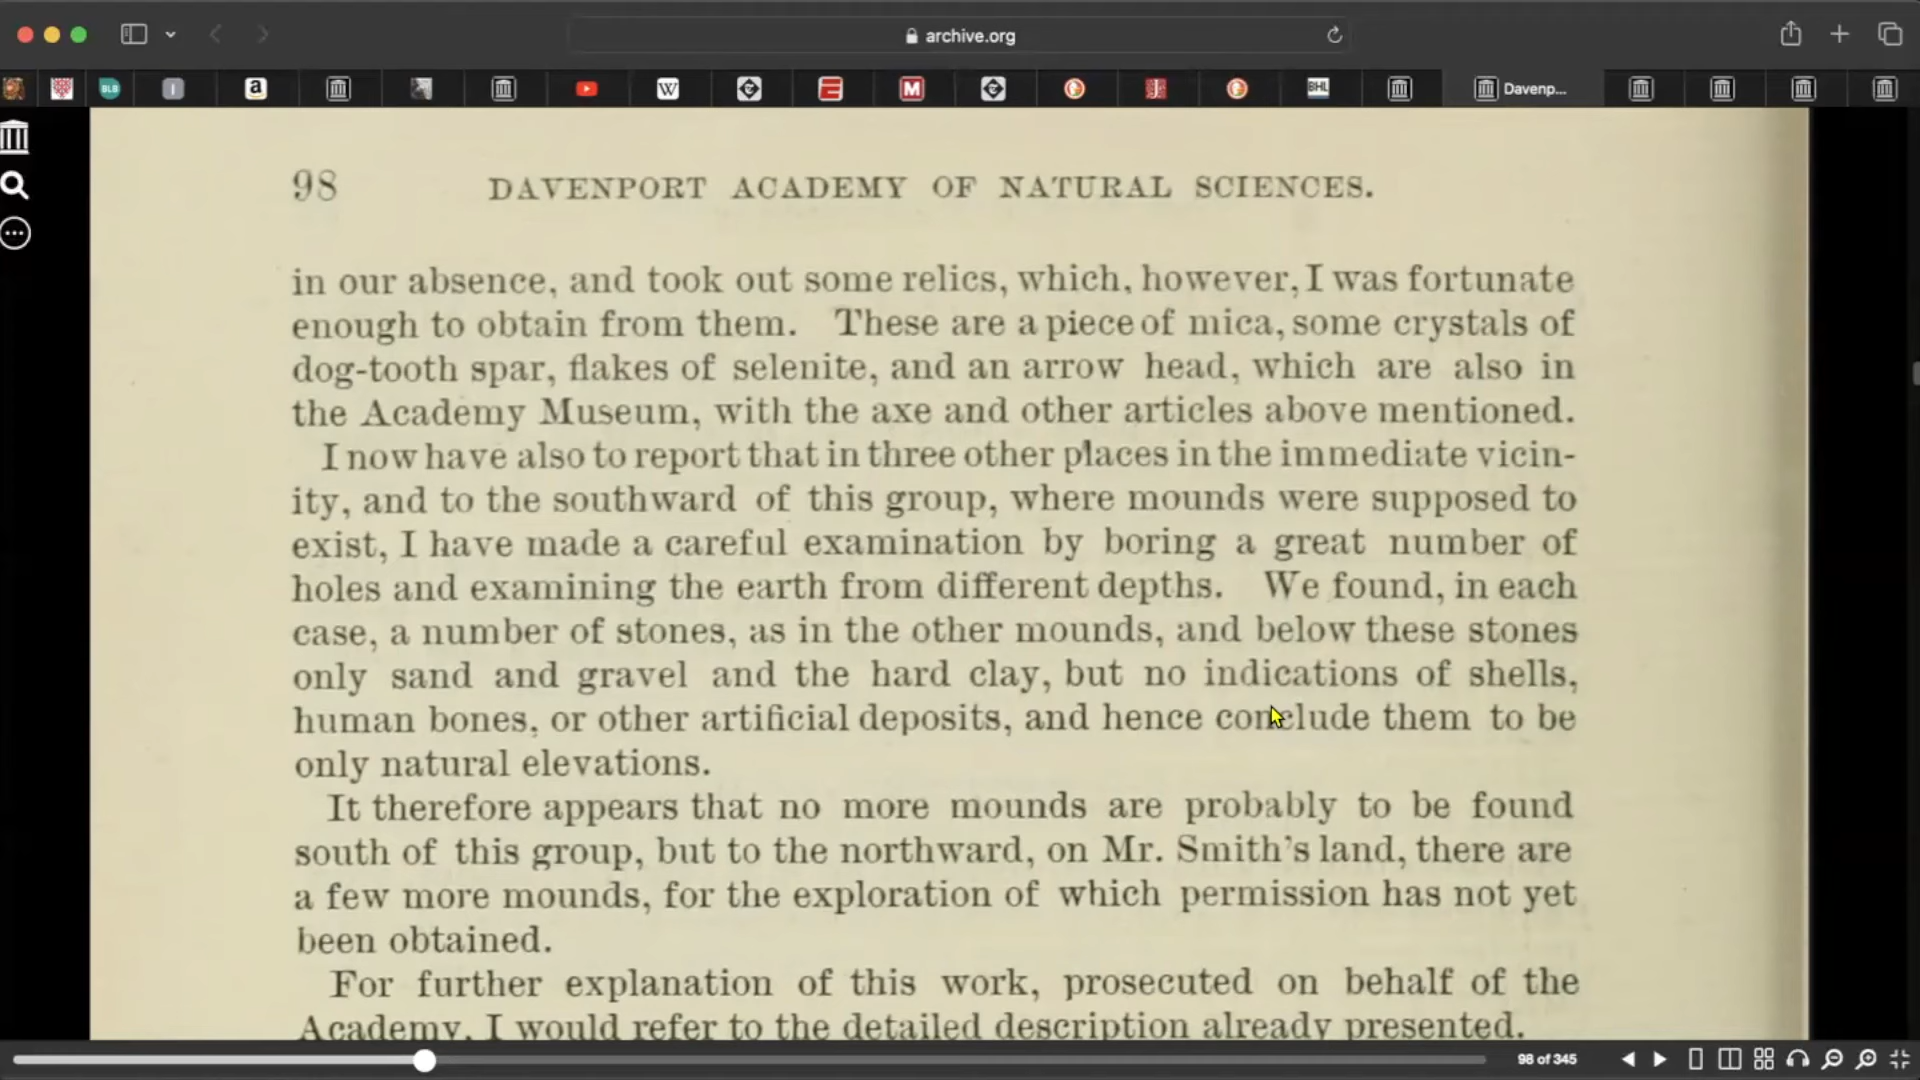 archive.org
BLB
a
W
M
J
BHL
Davenp...
98 DAVENPORT ACADEMY OF NATURAL SCIENCES.
in our absence, and took out some relics, which, however, I was fortunate
enough to obtain from them. These are a piece of mica, some crystals of
dog-tooth spar, flakes of selenite, and an arrow head, which are also in
the Academy Museum, with the axe and other articles above mentioned.
I now have also to report that in three other places in the immediate vicin-
ity, and to the southward of this group, where mounds were supposed to
exist, I have made a careful examination by boring a great number of
holes and examining the earth from different depths. We found, in each
case, a number of stones, as in the other mounds, and below these stones
only sand and gravel and the hard clay, but no indications of shells,
human bones, or other artificial deposits, and hence conclude them to be
only natural elevations.
It therefore appears that no more mounds are probably to be found
south of this group, but to the northward, on Mr. Smith's land, there are
a few more mounds, for the exploration of which permission has not yet
been obtained.
For further explanation of this work, prosecuted on behalf of the
Academy, I would refer to the detailed description already presented.
98 of 345